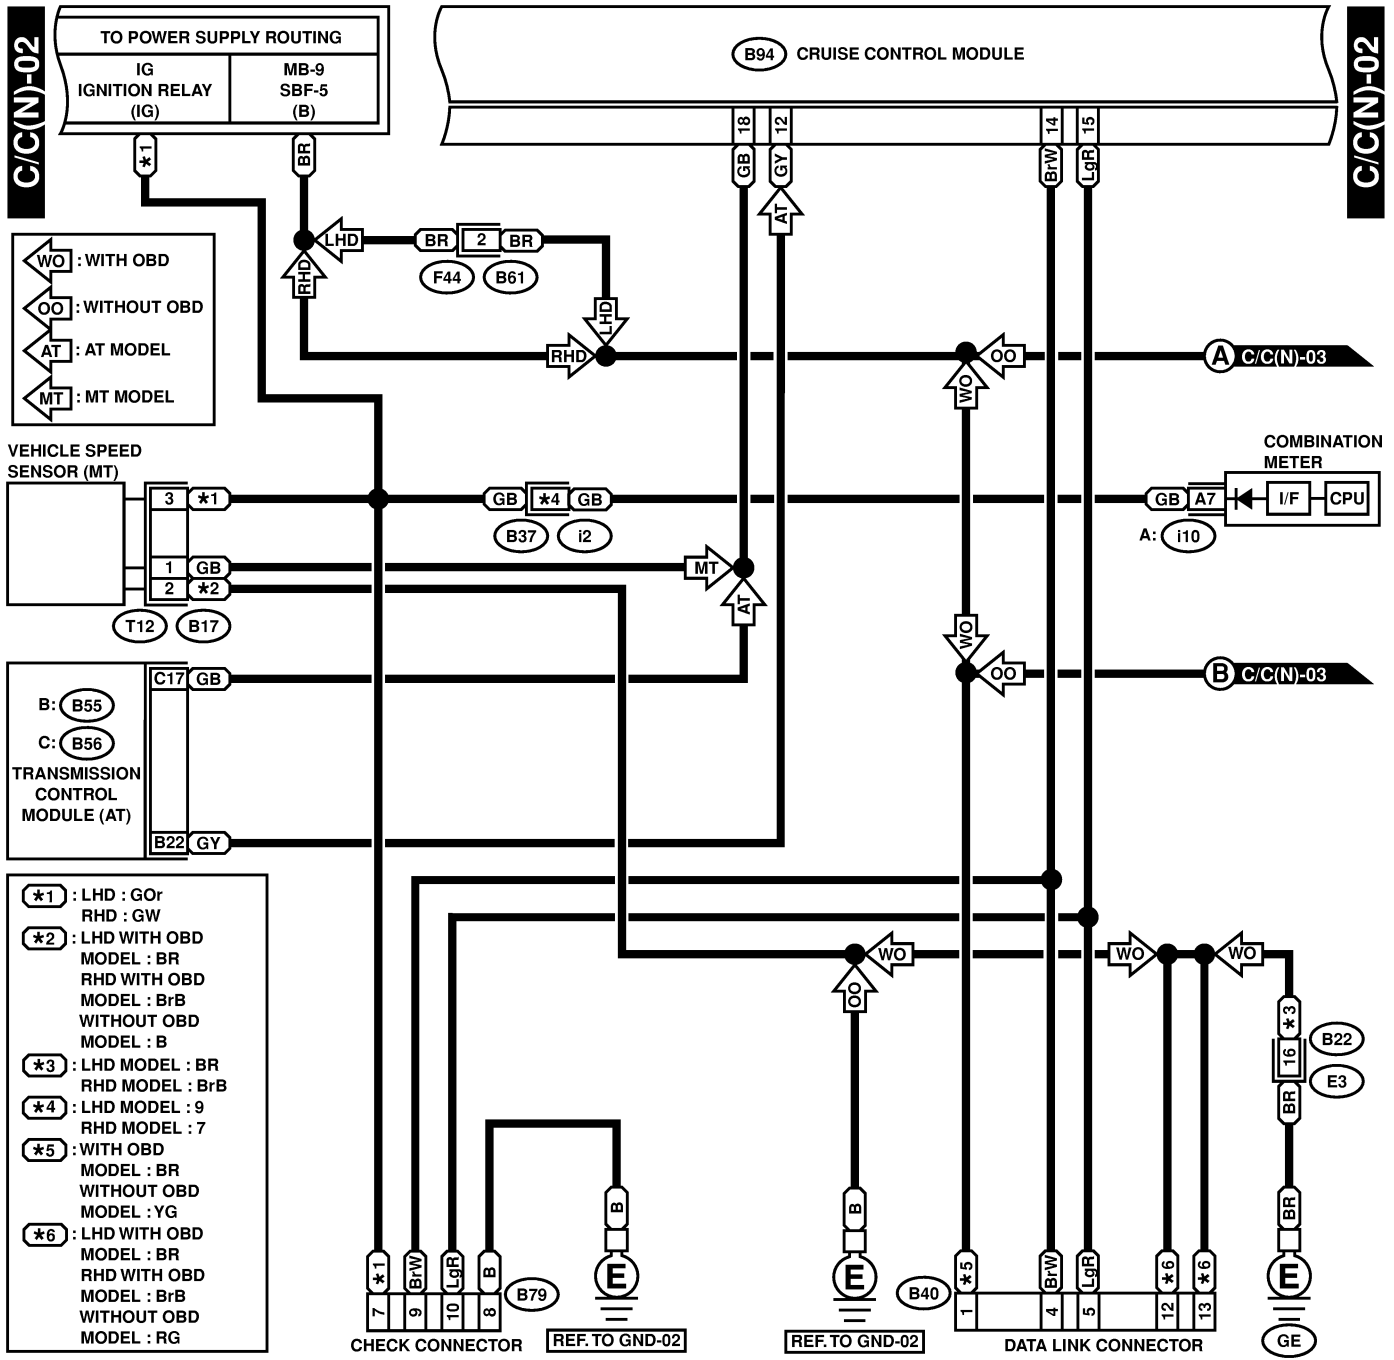 C/C(N)-02
TO POWER SUPPLY ROUTING
IG
IGNITION RELAY
(IG)
MB-9
SBF-5
(B)
*1
BR
B94 CRUISE CONTROL MODULE
18 12 14 15
GB GY BrW LgR
C/C(N)-02
WO : WITH OBD
OO : WITHOUT OBD
AT : AT MODEL
MT : MT MODEL
LHD BR 2 BR
F44 B61
RHD
LHD
AT
RHD
OO
A C/C(N)-03
WO
VEHICLE SPEED
SENSOR (MT)
3 *1
GB *4 GB
B37 i2
COMBINATION
METER
GB A7 I/F CPU
A: i10
1 GB
MT
2 *2
AT
T12 B17
WO
OO
B C/C(N)-03
C17 GB
B: B55
C: B56
TRANSMISSION
CONTROL
MODULE (AT)
B22 GY
*1 : LHD : GOr
RHD : GW
*2 : LHD WITH OBD
MODEL : BR
RHD WITH OBD
MODEL : BrB
WITHOUT OBD
MODEL : B
*3 : LHD MODEL : BR
RHD MODEL : BrB
*4 : LHD MODEL : 9
RHD MODEL : 7
*5 : WITH OBD
MODEL : BR
WITHOUT OBD
MODEL : YG
*6 : LHD WITH OBD
MODEL : BR
RHD WITH OBD
MODEL : BrB
WITHOUT OBD
MODEL : RG
WO
WO
WO
OO
*3
16
B22
E3
BR
*1 BrW LgR B
7 9 10 8
B79
CHECK CONNECTOR
B
E
REF. TO GND-02
B
E
REF. TO GND-02
B40
*5 BrW LgR *6 *6
1 4 5 12 13
DATA LINK CONNECTOR
BR
E
GE